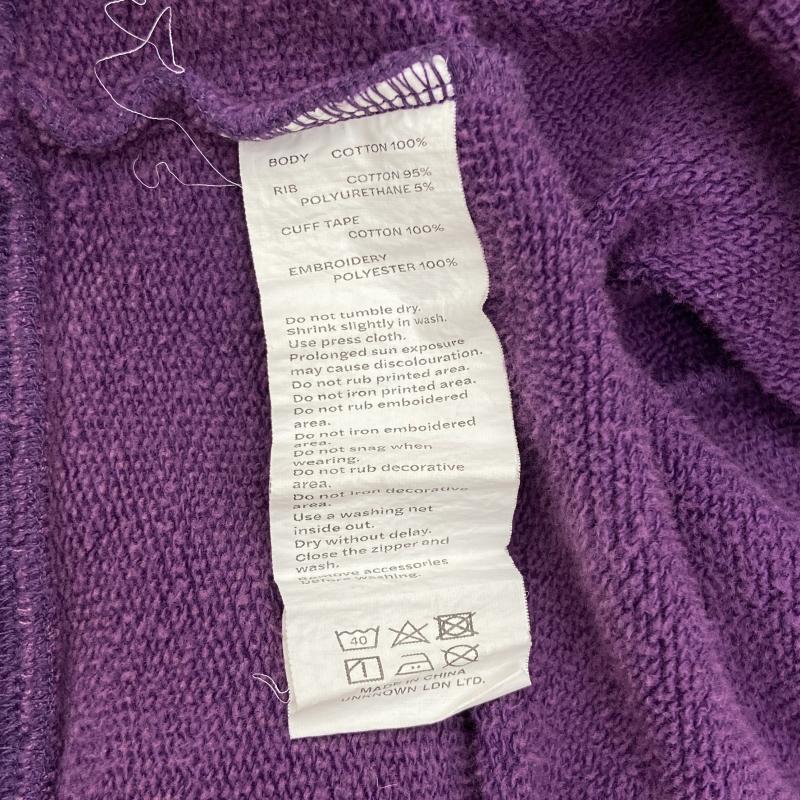 BODY COTTON 100%
RIB COTTON 95%
POLYURETHANE 5%
CUFF TAPE
COTTON 100%
EMBROIDERY
POLYESTER 100%
Do not tumble dry.
Shrink slightly in wash.
Use press cloth.
Prolonged sun exposure
may cause discolouration.
Do not rub printed area.
Do not iron printed area.
Do not rub emboidered
area.
Do not iron emboidered
area.
Do not snag when
wearing.
Do not rub decorative
area.
Do not iron decorative
area.
Use a washing net
inside out.
Dry without delay.
Close the zipper and
wash.
Remove accessories
before washing.
40
MADE IN CHINA
UNKNOWN LDN LTD.